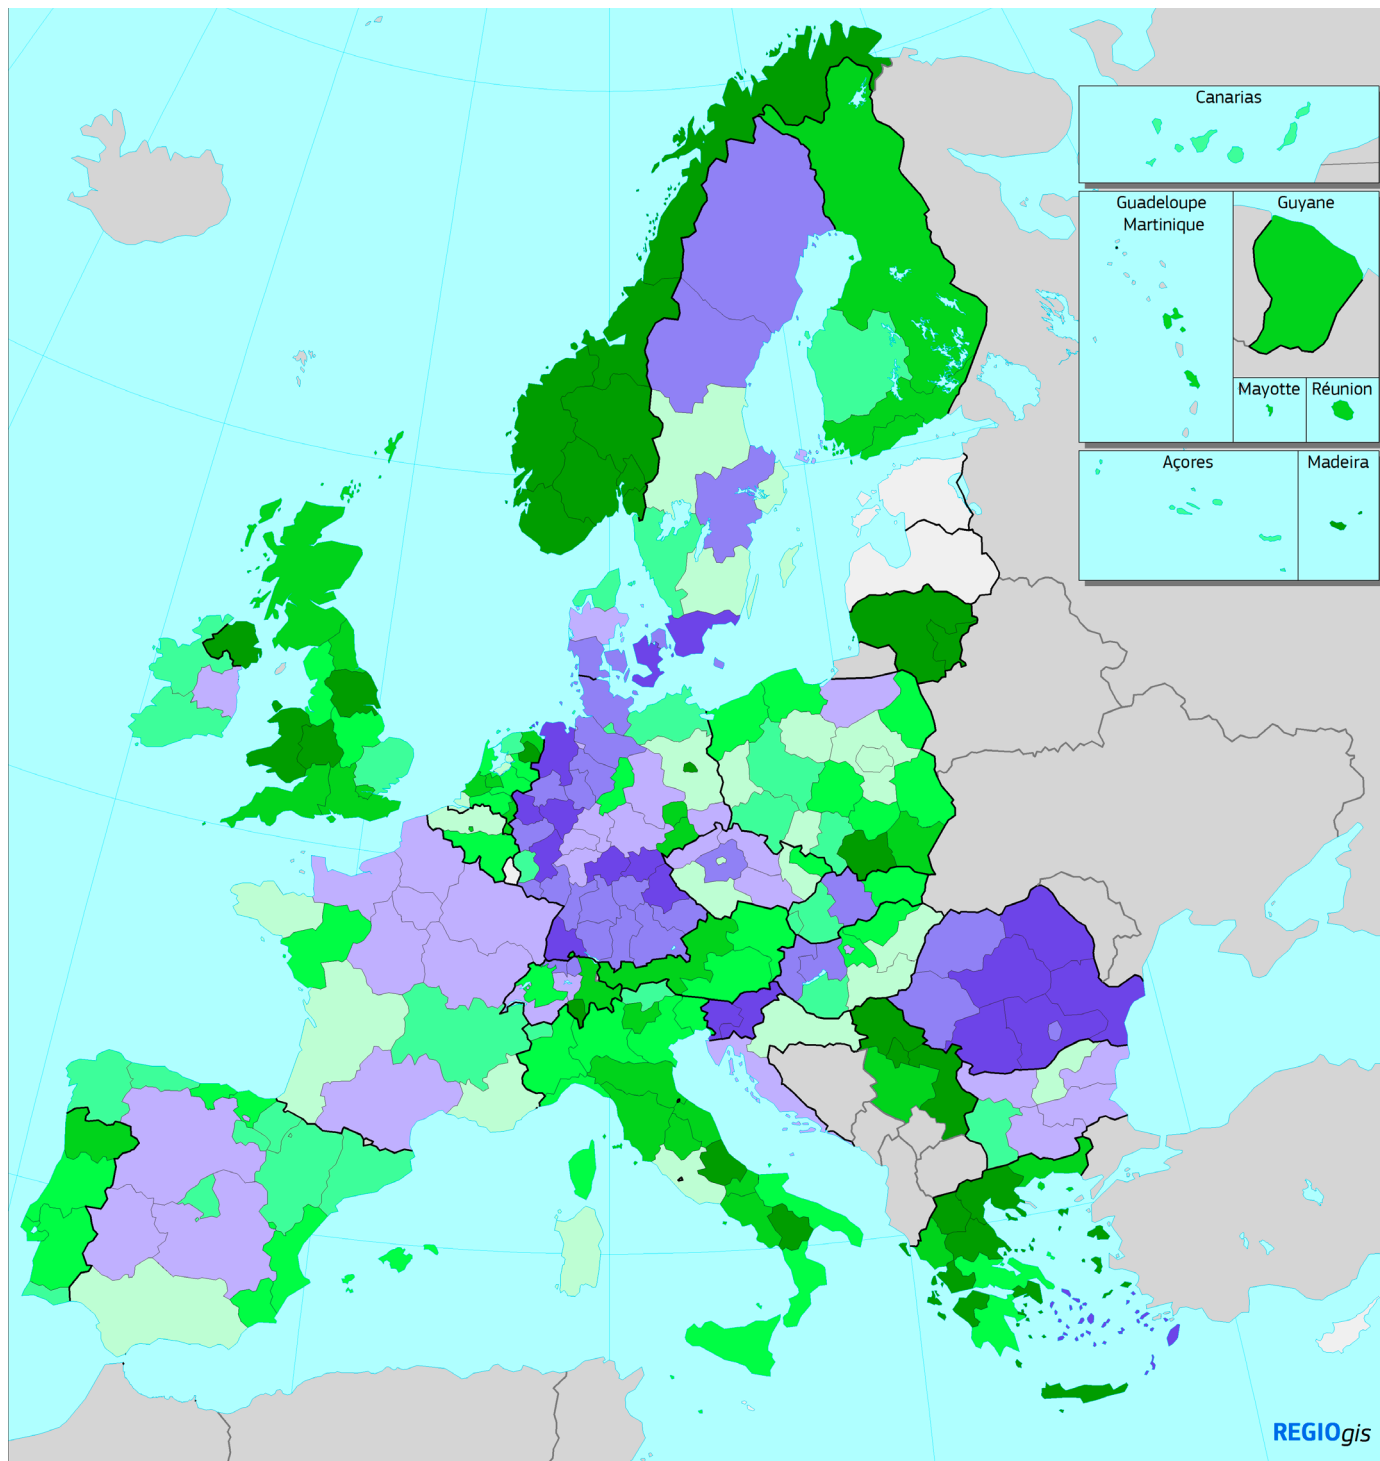 Canarias
Guadeloupe
Martinique
Guyane
Mayotte
Réunion
Açores
Madeira
REGIOgis